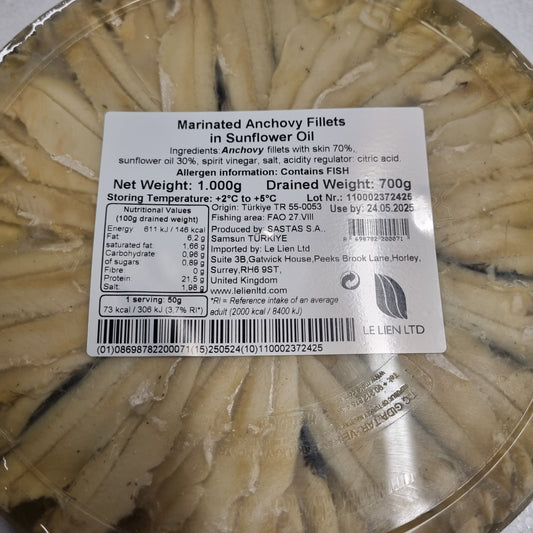 Marinated Anchovy Fillets
in Sunflower Oil
Ingredients: Anchovy fillets with skin 70%,
sunflower oil 30%, spirit vinegar, salt, acidity regulator: citric acid.
Allergen information: Contains FISH
Net Weight: 1.000g Drained Weight: 700g
Storing Temperature: +2°C to +5°C Lot Nr.: 110002372425
Nutritional Values
(100g drained weight)
Energy 611 kJ / 146 kcal
Fat: 6,2 g
saturated fat: 1,66 g
Carbohydrate 0,96 g
of sugars 0,89 g
Fibre 0 g
Protein 21,5 g
Salt: 1,98 g
1 serving: 50g
73 kcal / 306 kJ (3.7% RI*)
Origin: Türkiye TR 55-0053
Fishing area: FAO 27.VIII
Use by: 24.05.2025
Produced by: SASTAS S.A.,
Samsun TÜRKIYE
Imported by: Le Lien Ltd
Suite 3B,Gatwick House,Peeks Brook Lane,Horley,
Surrey,RH6 9ST,
United Kingdom
www.lelienltd.com
*RI = Reference intake of an average
adult (2000 kcal / 8400 kJ)
8 698782 200071
LE LIEN LTD
(01)08698782200071(15)250524(10)110002372425